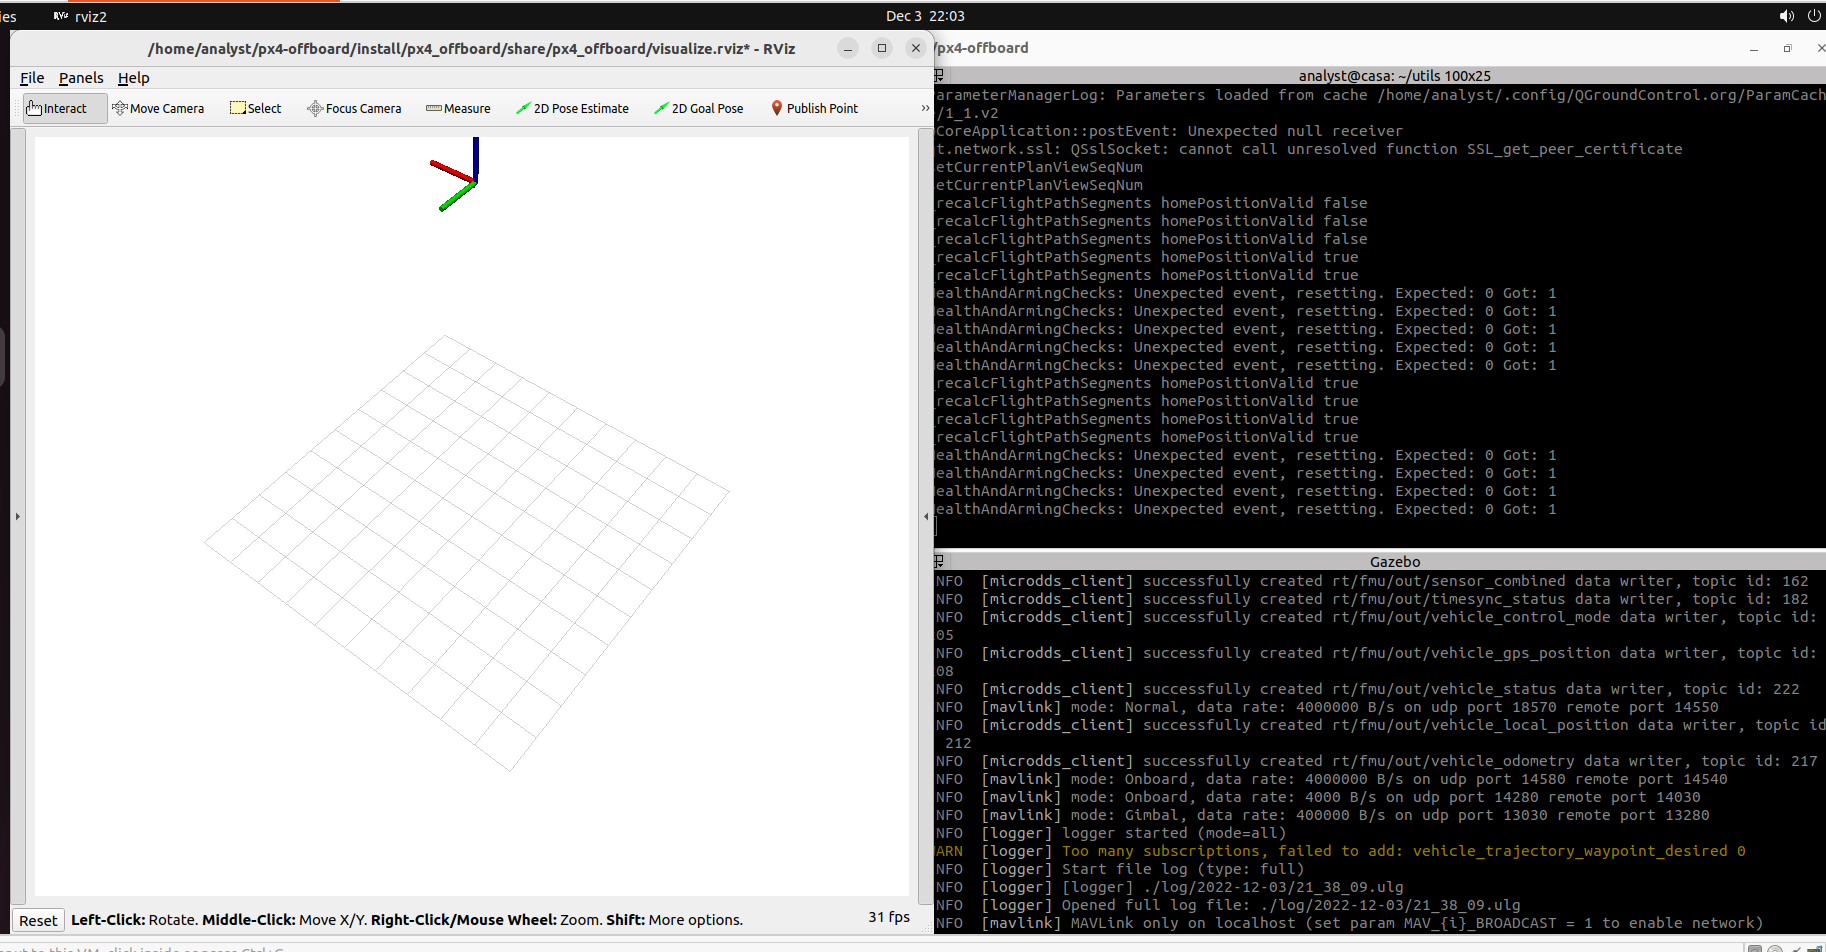 ies rviz2 Dec 3 22:03
/home/analyst/px4-offboard/install/px4_offboard/share/px4_offboard/visualize.rviz* - RViz
File Panels Help
Interact Move Camera Select Focus Camera Measure 2D Pose Estimate 2D Goal Pose Publish Point »
Reset Left-Click: Rotate. Middle-Click: Move X/Y. Right-Click/Mouse Wheel: Zoom. Shift: More options. 31 fps
/px4-offboard
analyst@casa: ~/utils 100x25
arameterManagerLog: Parameters loaded from cache /home/analyst/.config/QGroundControl.org/ParamCach
/1_1.v2
CoreApplication::postEvent: Unexpected null receiver
t.network.ssl: QSslSocket: cannot call unresolved function SSL_get_peer_certificate
etCurrentPlanViewSeqNum
etCurrentPlanViewSeqNum
_recalcFlightPathSegments homePositionValid false
_recalcFlightPathSegments homePositionValid false
_recalcFlightPathSegments homePositionValid false
_recalcFlightPathSegments homePositionValid true
_recalcFlightPathSegments homePositionValid true
ealthAndArmingChecks: Unexpected event, resetting. Expected: 0 Got: 1
ealthAndArmingChecks: Unexpected event, resetting. Expected: 0 Got: 1
ealthAndArmingChecks: Unexpected event, resetting. Expected: 0 Got: 1
ealthAndArmingChecks: Unexpected event, resetting. Expected: 0 Got: 1
ealthAndArmingChecks: Unexpected event, resetting. Expected: 0 Got: 1
_recalcFlightPathSegments homePositionValid true
_recalcFlightPathSegments homePositionValid true
_recalcFlightPathSegments homePositionValid true
_recalcFlightPathSegments homePositionValid true
ealthAndArmingChecks: Unexpected event, resetting. Expected: 0 Got: 1
ealthAndArmingChecks: Unexpected event, resetting. Expected: 0 Got: 1
ealthAndArmingChecks: Unexpected event, resetting. Expected: 0 Got: 1
ealthAndArmingChecks: Unexpected event, resetting. Expected: 0 Got: 1
Gazebo
NFO [microdds_client] successfully created rt/fmu/out/sensor_combined data writer, topic id: 162
NFO [microdds_client] successfully created rt/fmu/out/timesync_status data writer, topic id: 182
NFO [microdds_client] successfully created rt/fmu/out/vehicle_control_mode data writer, topic id:
05
NFO [microdds_client] successfully created rt/fmu/out/vehicle_gps_position data writer, topic id:
08
NFO [microdds_client] successfully created rt/fmu/out/vehicle_status data writer, topic id: 222
NFO [mavlink] mode: Normal, data rate: 4000000 B/s on udp port 18570 remote port 14550
NFO [microdds_client] successfully created rt/fmu/out/vehicle_local_position data writer, topic id
212
NFO [microdds_client] successfully created rt/fmu/out/vehicle_odometry data writer, topic id: 217
NFO [mavlink] mode: Onboard, data rate: 4000000 B/s on udp port 14580 remote port 14540
NFO [mavlink] mode: Onboard, data rate: 4000 B/s on udp port 14280 remote port 14030
NFO [mavlink] mode: Gimbal, data rate: 400000 B/s on udp port 13030 remote port 13280
NFO [logger] logger started (mode=all)
ARN [logger] Too many subscriptions, failed to add: vehicle_trajectory_waypoint_desired 0
NFO [logger] Start file log (type: full)
NFO [logger] [logger] ./log/2022-12-03/21_38_09.ulg
NFO [logger] Opened full log file: ./log/2022-12-03/21_38_09.ulg
NFO [mavlink] MAVLink only on localhost (set param MAV_{i}_BROADCAST = 1 to enable network)